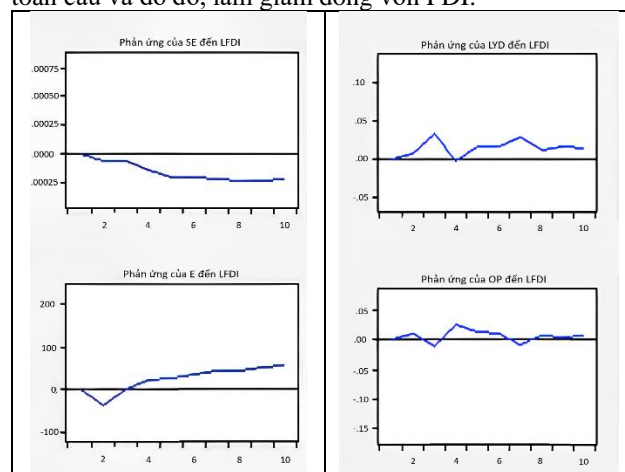 toàn cầu và do đó, làm giảm dòng vốn FDI.
Phản ứng của SE đến LFDI
.00075
.00050
.00025
.0000
.00025
2 4 6 8 10
Phản ứng của LYD đến LFDI
.10
.05
.00
-.05
2 4 6 8 10
Phản ứng của E đến LFDI
200
100
0.
-100
2 4 6 8 10
Phản ứng của OP đến LFDI
.05
.00
-.05
-.10
-.15
2 4 6 8 10